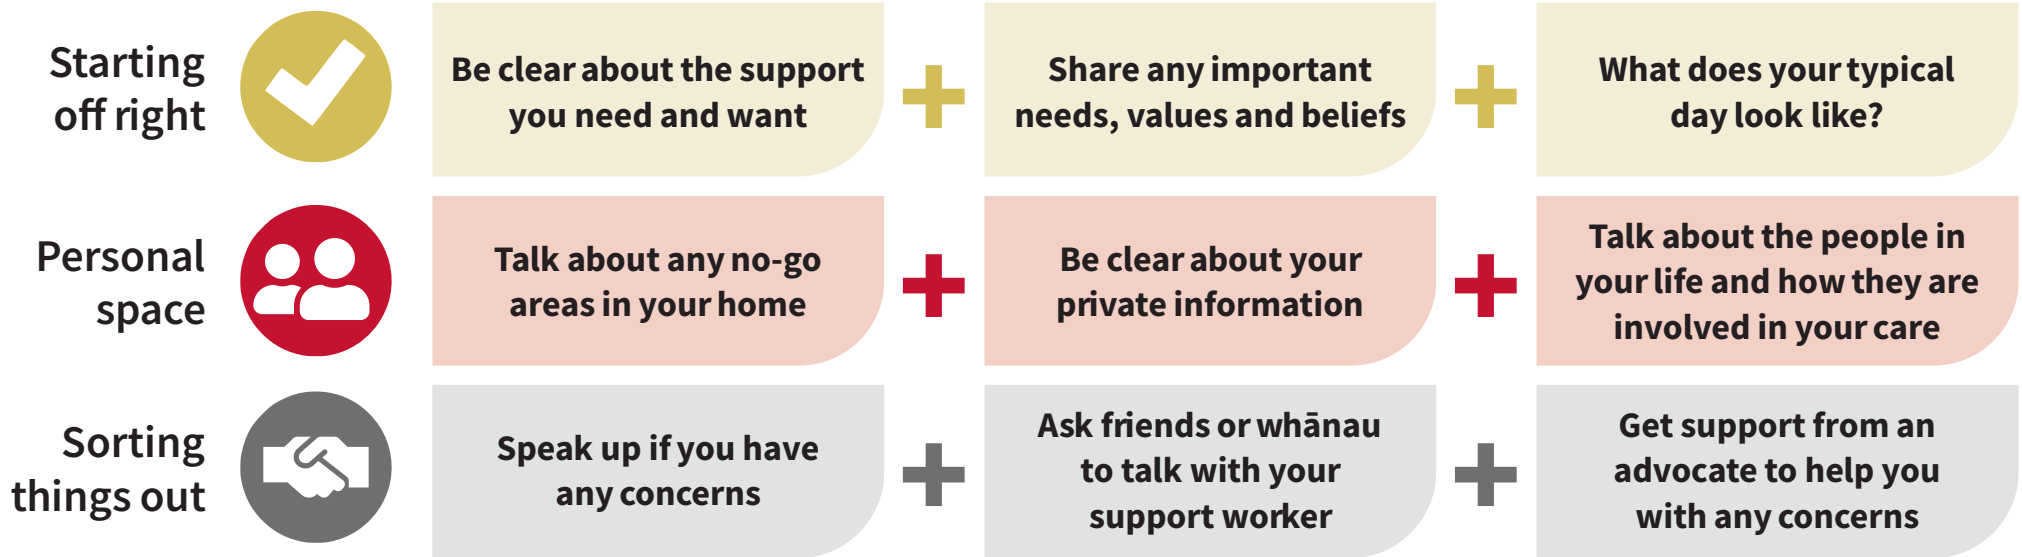 Starting
off right
Be clear about the support
you need and want
Share any important
needs, values and beliefs
What does your typical
day look like?
Personal
space
Talk about any no-go
areas in your home
Be clear about your
private information
Talk about the people in
your life and how they are
involved in your care
Sorting
things out
Speak up if you have
any concerns
Ask friends or whānau
to talk with your
support worker
Get support from an
advocate to help you
with any concerns